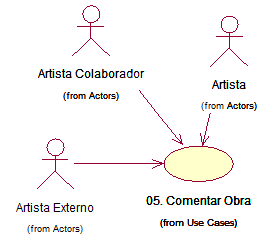 Artista Colaborador
(from Actors)
Artista
(from Actors)
Artista Externo
(from Actors)
05. Comentar Obra
(from Use Cases)